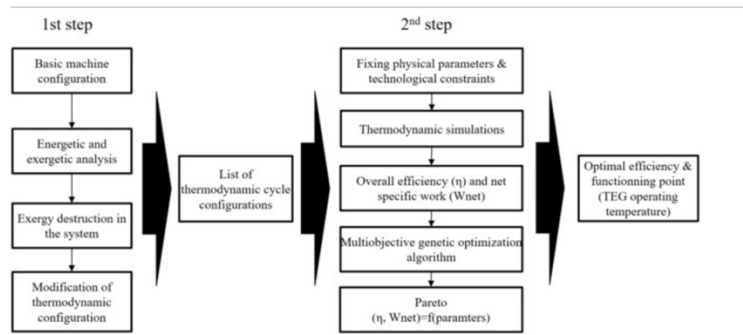 1st step
Basic machine
configuration
Energetic and
exergetic analysis
Exergy destruction in
the system
Modification of
thermodynamic
configuration
List of
thermodynamic cycle
configurations
2nd step
Fixing physical parameters &
technological constraints
Thermodynamic simulations
Overall efficiency (η) and net
specific work (Wnet)
Multiobjective genetic optimization
algorithm
Pareto
(η, Wnet)=f(paramters)
Optimal efficiency &
functionning point
(TEG operating
temperature)